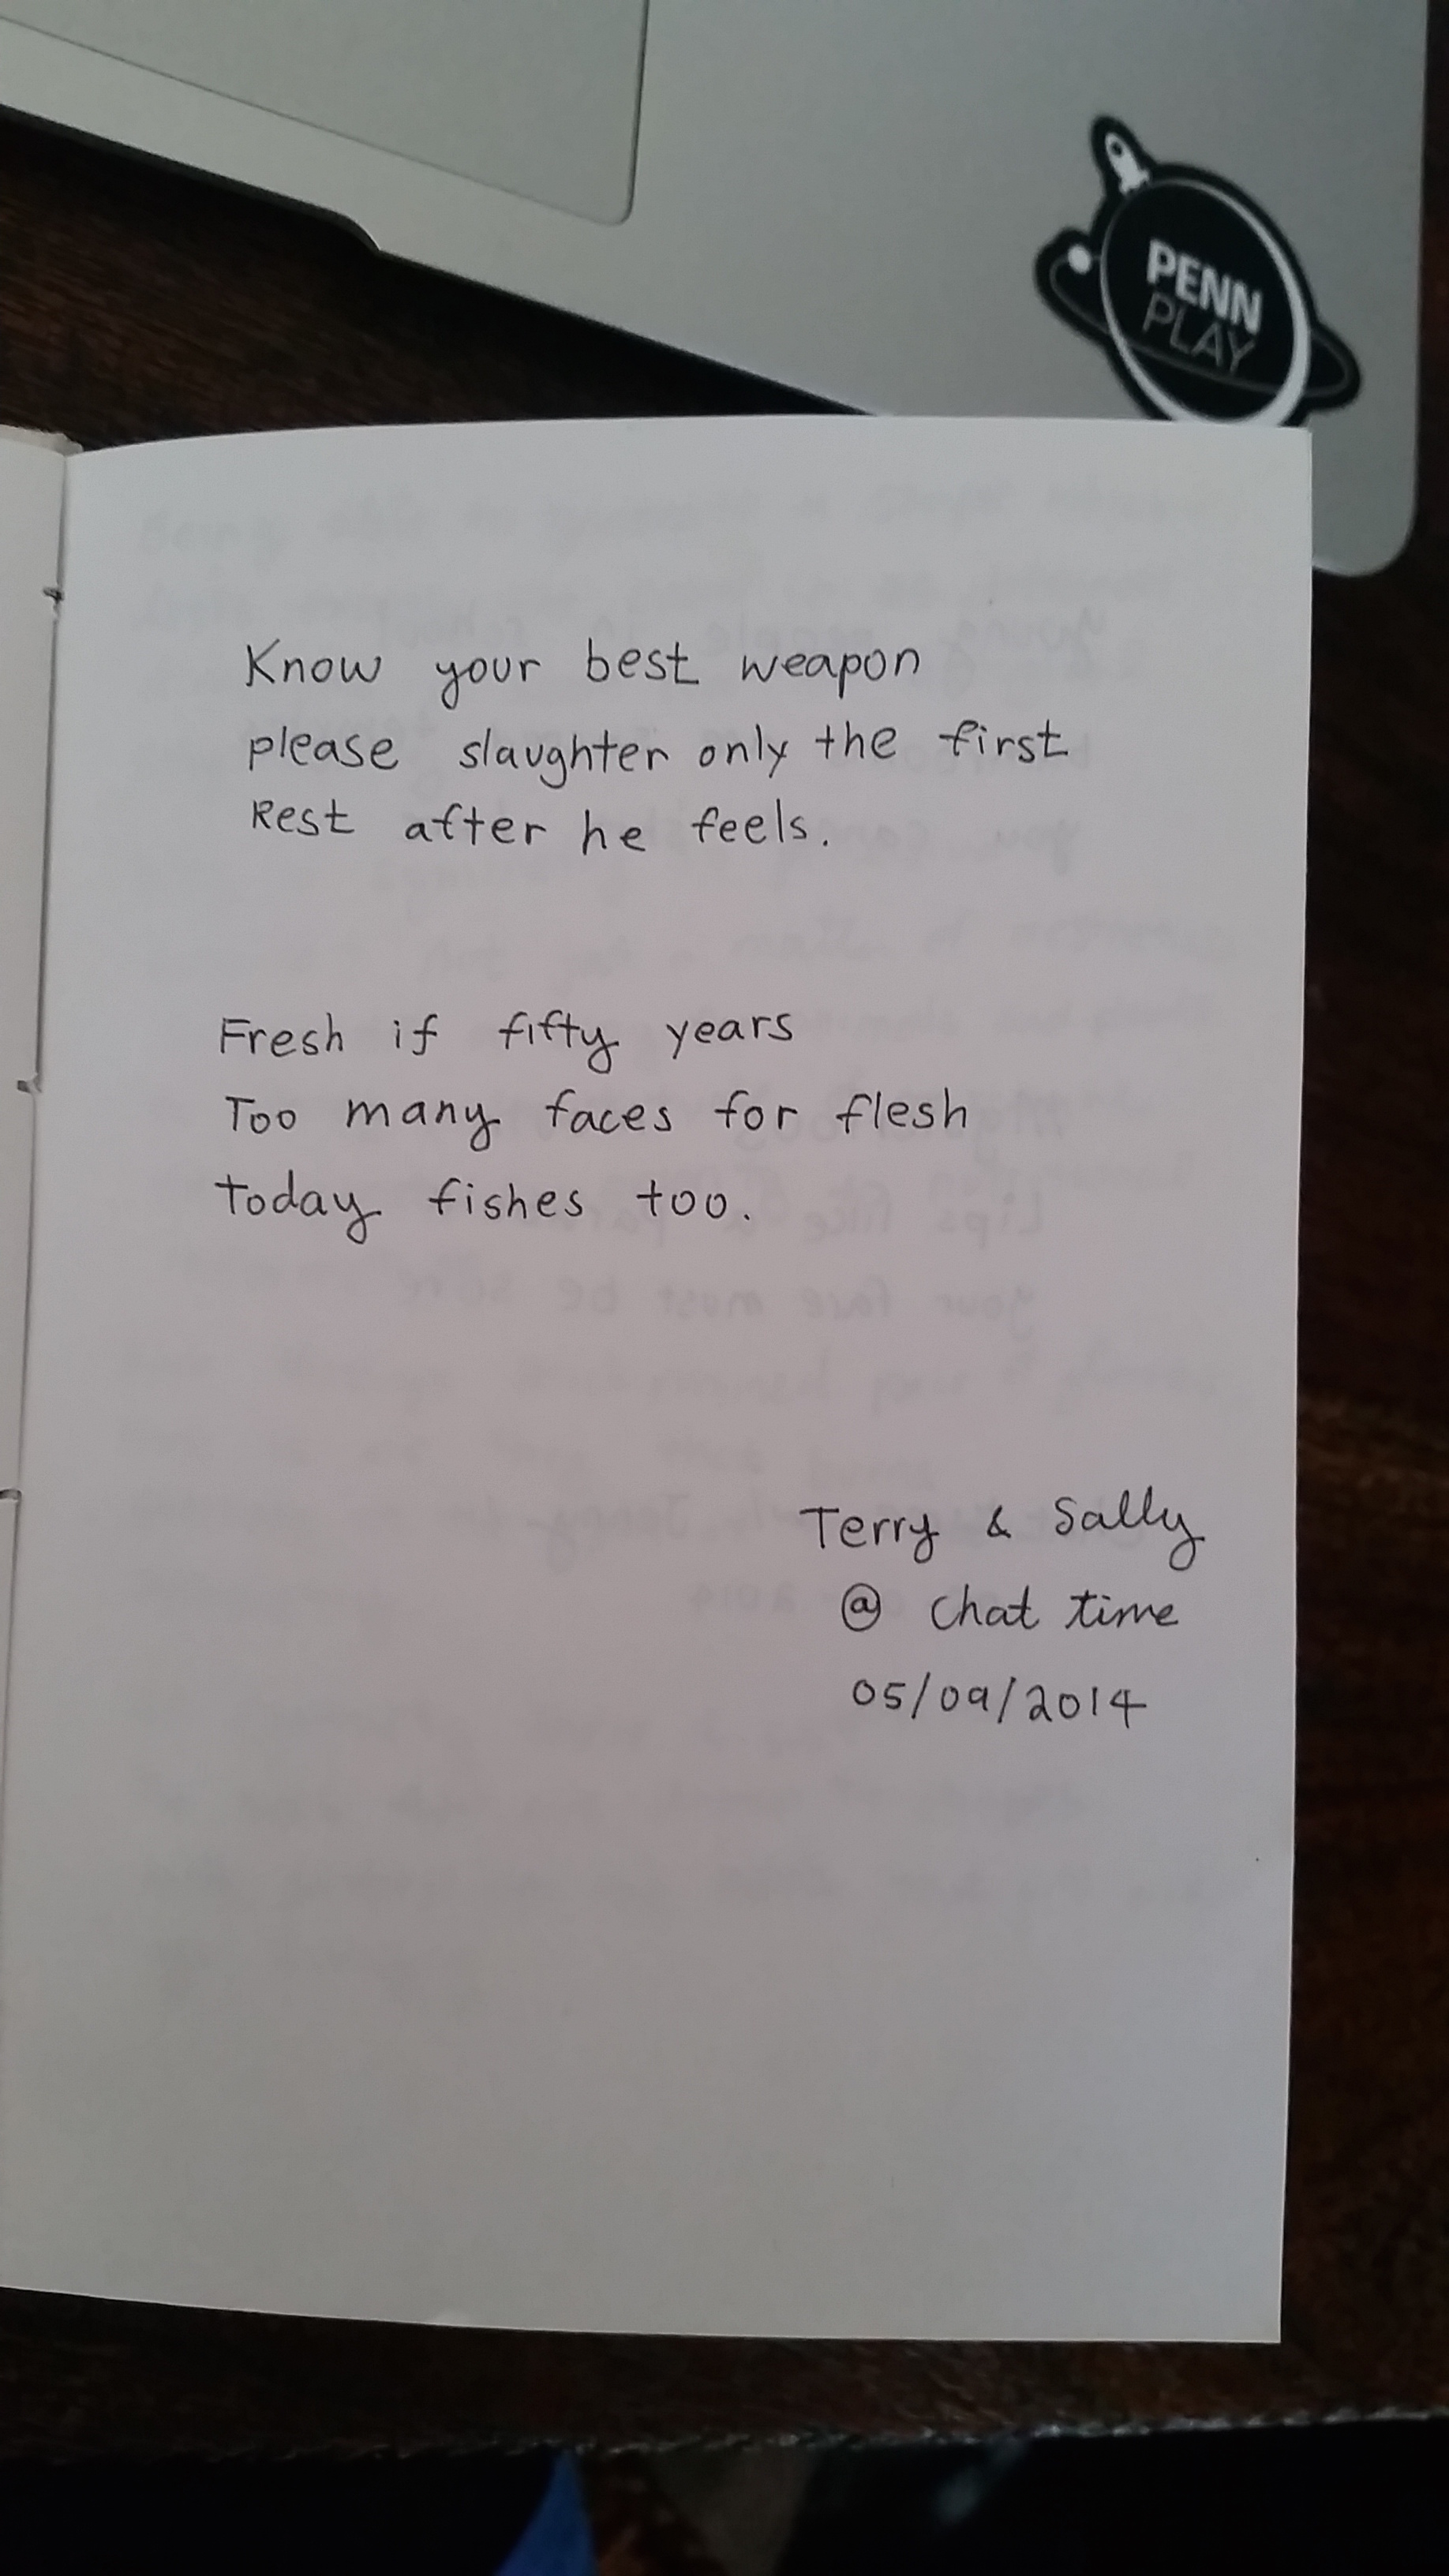 PENN
PLAY
Know your best weapon
please slaughter only the first
Rest after he feels.
Fresh if fifty years
Too many faces for flesh
Today fishes too.
Terry & Sally
@ chat time
05/09/2014